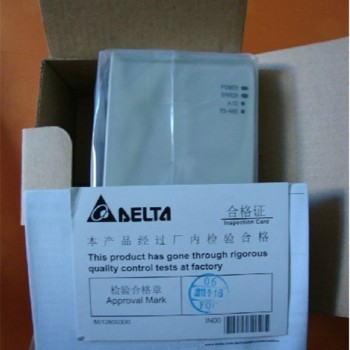 POWER
ERROR
A/D
RS-485
DELTA
合格证
Inspection Card
本产品经过厂内检验合格
This product has gone through rigorous
quality control tests at factory
检验合格章
Approval Mark
06
IN00